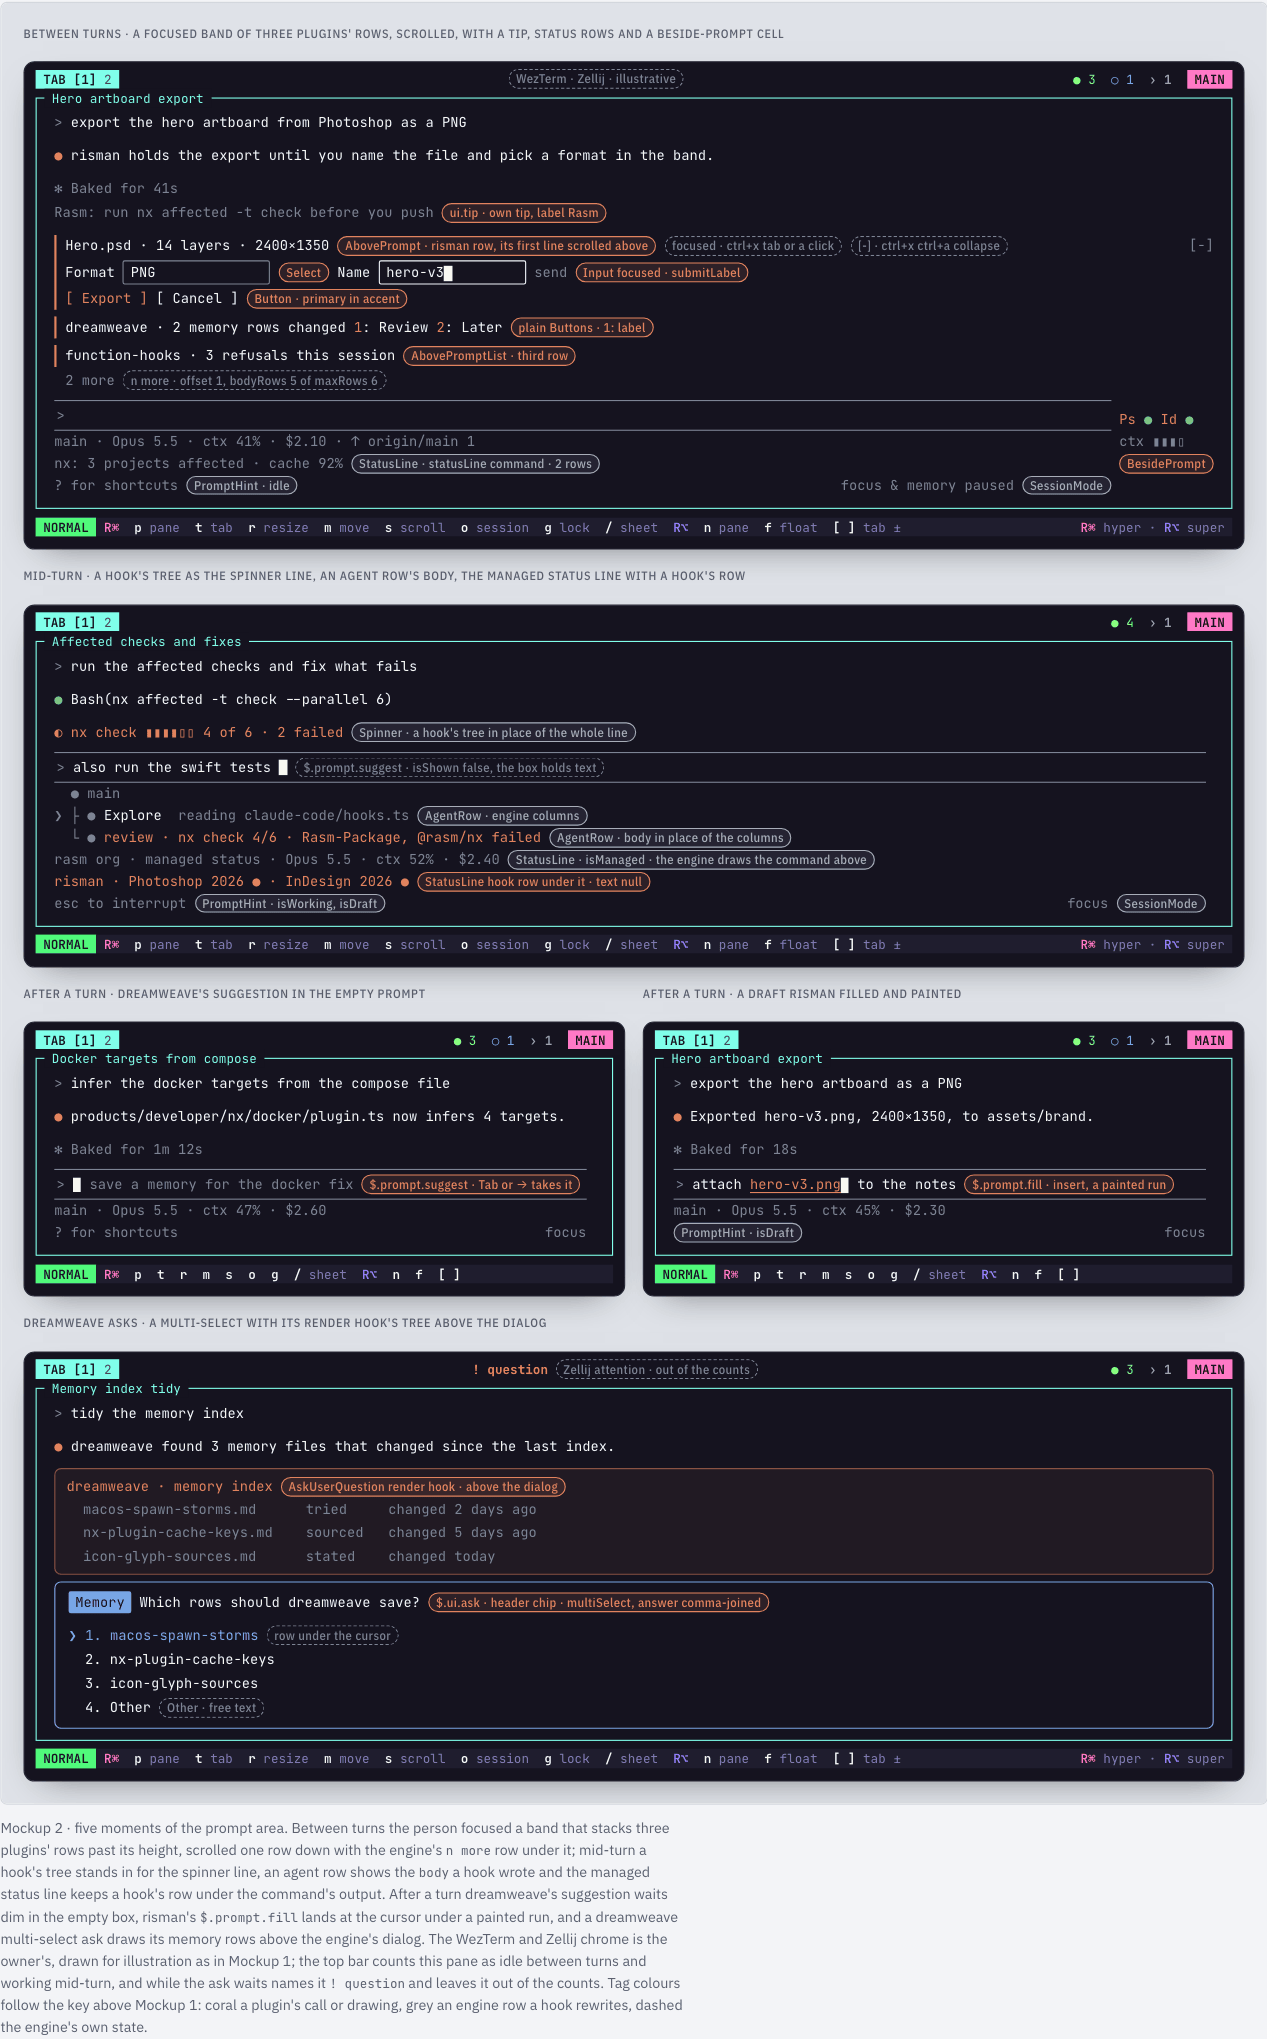 BETWEEN TURNS · A FOCUSED BAND OF THREE PLUGINS' ROWS, SCROLLED, WITH A TIP, STATUS ROWS AND A BESIDE-PROMPT CELL
TAB [1] 2 WezTerm · Zellij · illustrative ● 3 ○ 1 › 1 MAIN
Hero artboard export
> export the hero artboard from Photoshop as a PNG
● risman holds the export until you name the file and pick a format in the band.
✻ Baked for 41s
Rasm: run nx affected -t check before you push ui.tip · own tip, label Rasm
Hero.psd · 14 layers · 2400×1350 AbovePrompt · risman row, its first line scrolled above focused · ctrl+x tab or a click [-] · ctrl+x ctrl+a collapse [-]
Format PNG Select Name hero-v3 send Input focused · submitLabel
[ Export ] [ Cancel ] Button · primary in accent
dreamweave · 2 memory rows changed 1: Review 2: Later plain Buttons · 1: label
function-hooks · 3 refusals this session AbovePromptList · third row
2 more n more · offset 1, bodyRows 5 of maxRows 6
>
Ps ● Id ●
main · Opus 5.5 · ctx 41% · $2.10 · ↑ origin/main 1 ctx ▮▮▮▯
nx: 3 projects affected · cache 92% StatusLine · statusLine command · 2 rows BesidePrompt
? for shortcuts PromptHint · idle focus & memory paused SessionMode
NORMAL R⌘ p pane t tab r resize m move s scroll o session g lock / sheet R⌥ n pane f float [ ] tab ± R⌘ hyper · R⌥ super
MID-TURN · A HOOK'S TREE AS THE SPINNER LINE, AN AGENT ROW'S BODY, THE MANAGED STATUS LINE WITH A HOOK'S ROW
TAB [1] 2 ● 4 › 1 MAIN
Affected checks and fixes
> run the affected checks and fix what fails
● Bash(nx affected -t check --parallel 6)
◐ nx check ▮▮▮▮▯▯ 4 of 6 · 2 failed Spinner · a hook's tree in place of the whole line
> also run the swift tests $.prompt.suggest · isShown false, the box holds text
● main
❯ ├ ● Explore reading claude-code/hooks.ts AgentRow · engine columns
└ ● review · nx check 4/6 · Rasm-Package, @rasm/nx failed AgentRow · body in place of the columns
rasm org · managed status · Opus 5.5 · ctx 52% · $2.40 StatusLine · isManaged · the engine draws the command above
risman · Photoshop 2026 ● · InDesign 2026 ● StatusLine hook row under it · text null
esc to interrupt PromptHint · isWorking, isDraft focus SessionMode
NORMAL R⌘ p pane t tab r resize m move s scroll o session g lock / sheet R⌥ n pane f float [ ] tab ± R⌘ hyper · R⌥ super
AFTER A TURN · DREAMWEAVE'S SUGGESTION IN THE EMPTY PROMPT
TAB [1] 2 ● 3 ○ 1 › 1 MAIN
Docker targets from compose
> infer the docker targets from the compose file
● products/developer/nx/docker/plugin.ts now infers 4 targets.
✻ Baked for 1m 12s
> save a memory for the docker fix $.prompt.suggest · Tab or → takes it
main · Opus 5.5 · ctx 47% · $2.60
? for shortcuts focus
NORMAL R⌘ p t r m s o g / sheet R⌥ n f [ ]
AFTER A TURN · A DRAFT RISMAN FILLED AND PAINTED
TAB [1] 2 ● 3 ○ 1 › 1 MAIN
Hero artboard export
> export the hero artboard as a PNG
● Exported hero-v3.png, 2400×1350, to assets/brand.
✻ Baked for 18s
> attach hero-v3.png to the notes $.prompt.fill · insert, a painted run
main · Opus 5.5 · ctx 45% · $2.30
PromptHint · isDraft focus
NORMAL R⌘ p t r m s o g / sheet R⌥ n f [ ]
DREAMWEAVE ASKS · A MULTI-SELECT WITH ITS RENDER HOOK'S TREE ABOVE THE DIALOG
TAB [1] 2 ! question Zellij attention · out of the counts ● 3 › 1 MAIN
Memory index tidy
> tidy the memory index
● dreamweave found 3 memory files that changed since the last index.
dreamweave · memory index AskUserQuestion render hook · above the dialog
macos-spawn-storms.md tried changed 2 days ago
nx-plugin-cache-keys.md sourced changed 5 days ago
icon-glyph-sources.md stated changed today
Memory Which rows should dreamweave save? $.ui.ask · header chip · multiSelect, answer comma-joined
❯ 1. macos-spawn-storms row under the cursor
2. nx-plugin-cache-keys
3. icon-glyph-sources
4. Other Other · free text
NORMAL R⌘ p pane t tab r resize m move s scroll o session g lock / sheet R⌥ n pane f float [ ] tab ± R⌘ hyper · R⌥ super
Mockup 2 · five moments of the prompt area. Between turns the person focused a band that stacks three
plugins' rows past its height, scrolled one row down with the engine's n more row under it; mid-turn a
hook's tree stands in for the spinner line, an agent row shows the body a hook wrote and the managed
status line keeps a hook's row under the command's output. After a turn dreamweave's suggestion waits
dim in the empty box, risman's $.prompt.fill lands at the cursor under a painted run, and a dreamweave
multi-select ask draws its memory rows above the engine's dialog. The WezTerm and Zellij chrome is the
owner's, drawn for illustration as in Mockup 1; the top bar counts this pane as idle between turns and
working mid-turn, and while the ask waits names it ! question and leaves it out of the counts. Tag colours
follow the key above Mockup 1: coral a plugin's call or drawing, grey an engine row a hook rewrites, dashed
the engine's own state.